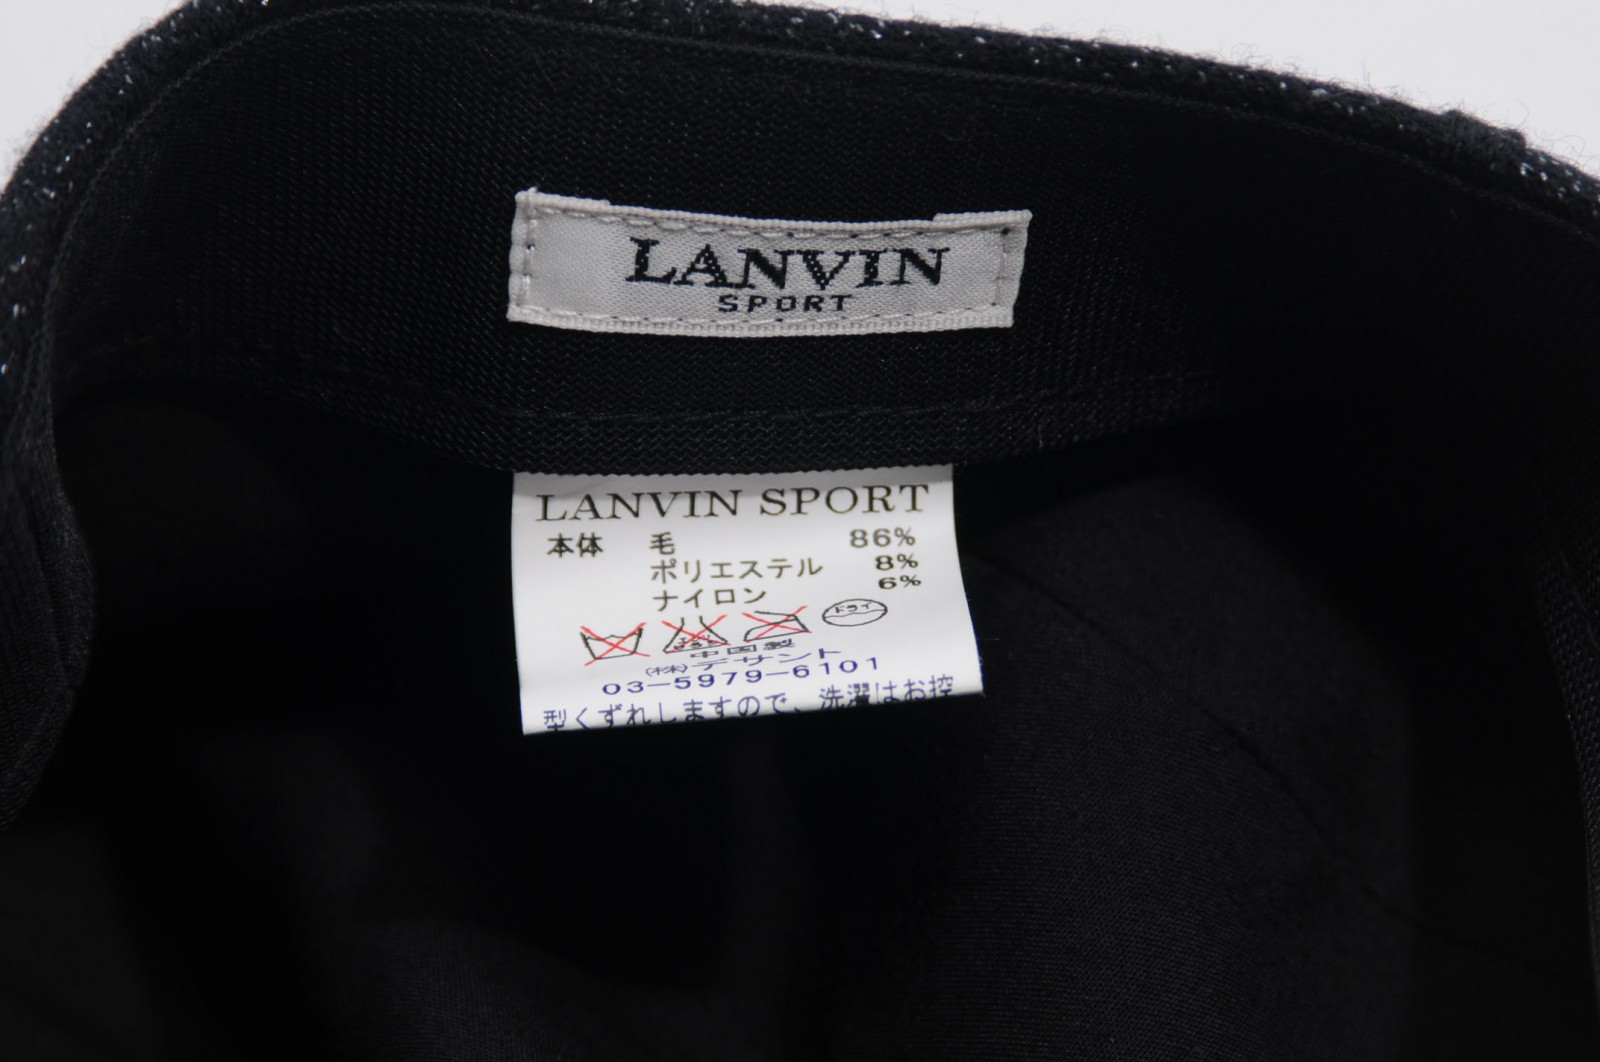 LANVIN
SPORT
LANVIN SPORT
本体 毛 86%
ポリエステル 8%
ナイロン 6%
ドライ
中国製
(株)デサント
03-5979-6101
型くずれしますので、洗濯はお控